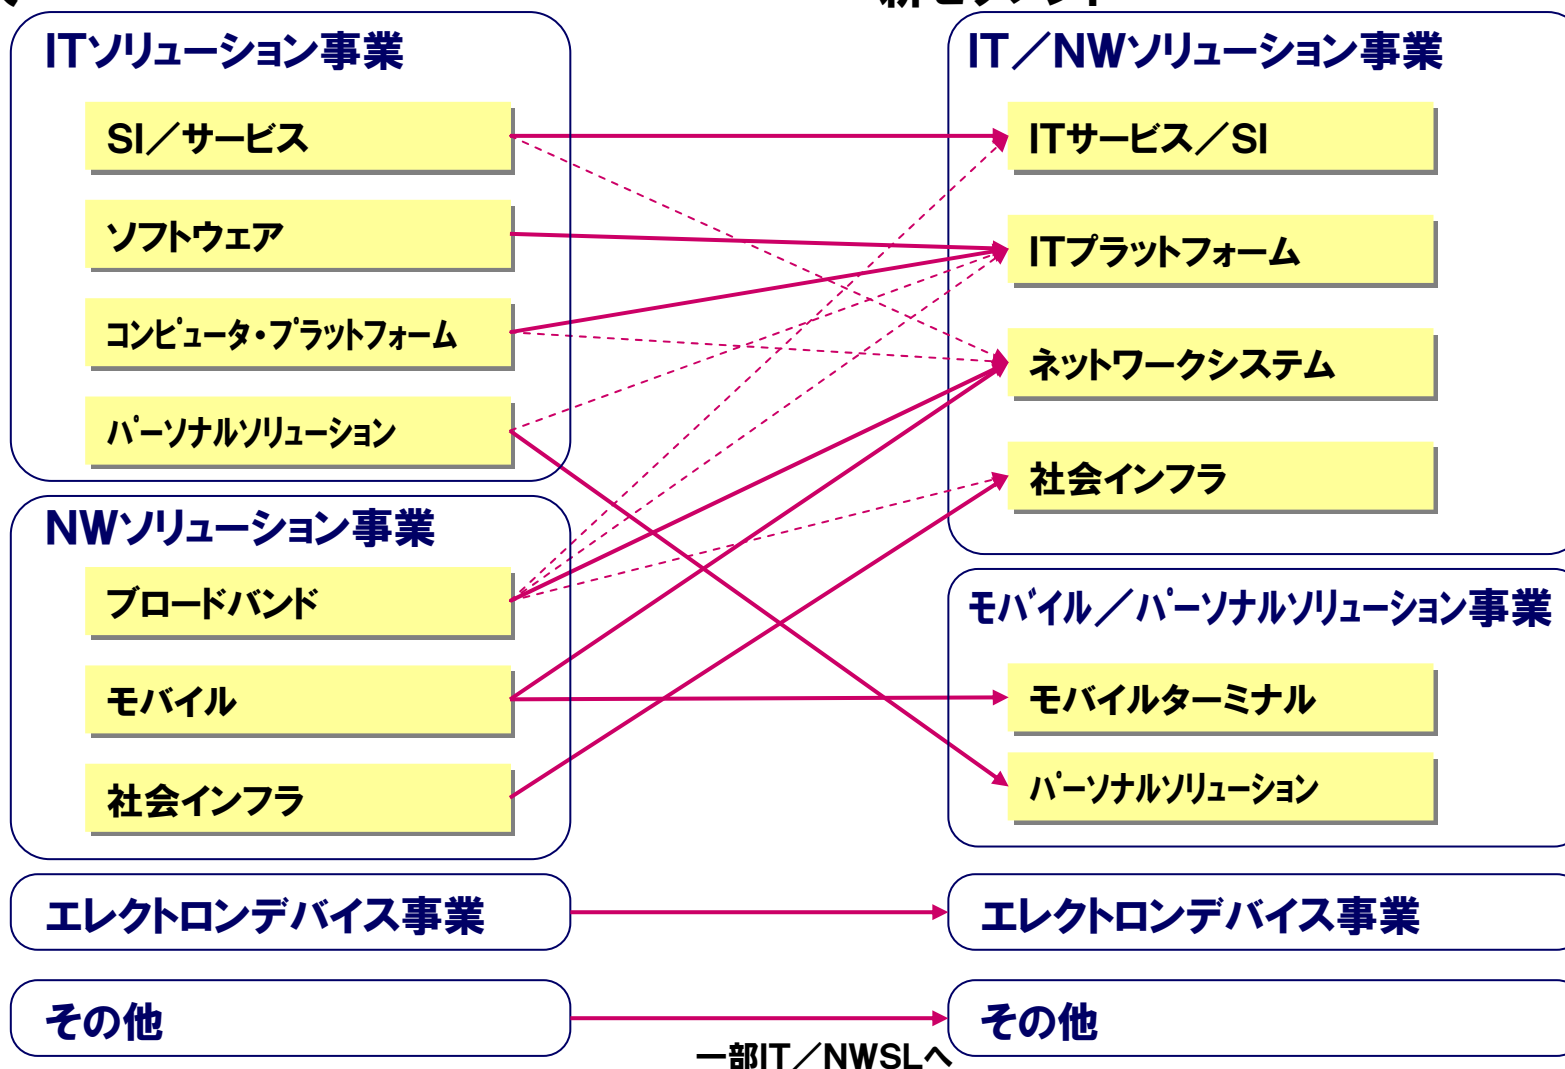 ITソリューション事業
SI／サービス
ソフトウェア
コンピュータ・プラットフォーム
パーソナルソリューション
NWソリューション事業
ブロードバンド
モバイル
社会インフラ
エレクトロンデバイス事業
その他
IT／NWソリューション事業
ITサービス／SI
ITプラットフォーム
ネットワークシステム
社会インフラ
モバイル／パーソナルソリューション事業
モバイルターミナル
パーソナルソリューション
エレクトロンデバイス事業
その他
一部IT／NWSLへ